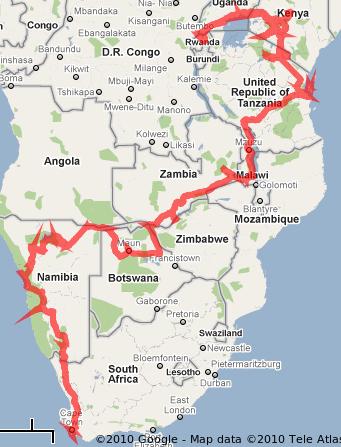 Uganda
Kenya
Congo
Mbandaka
Kisangani
Butembo
Ebangalakata
Rwanda
Bandundu
D.R. Congo
Burundi
Kikwit
Milange
Kalemie
Tshikapa
Mbuji-Mayi
United
Republic of
Tanzania
Mwene-Ditu
Manono
Kolwezi
Likasi
Mzuzu
Angola
Zambia
Malawi
Golomoti
Blantyre
Mozambique
Zimbabwe
Maun
Francistown
Namibia
Botswana
Gaborone
Pretoria
Swaziland
Newcastle
Bloemfontein
Lesotho
Pietermaritzburg
Durban
South
Africa
East
London
Cape
Town
©2010 Google - Map data ©2010 Tele Atlas